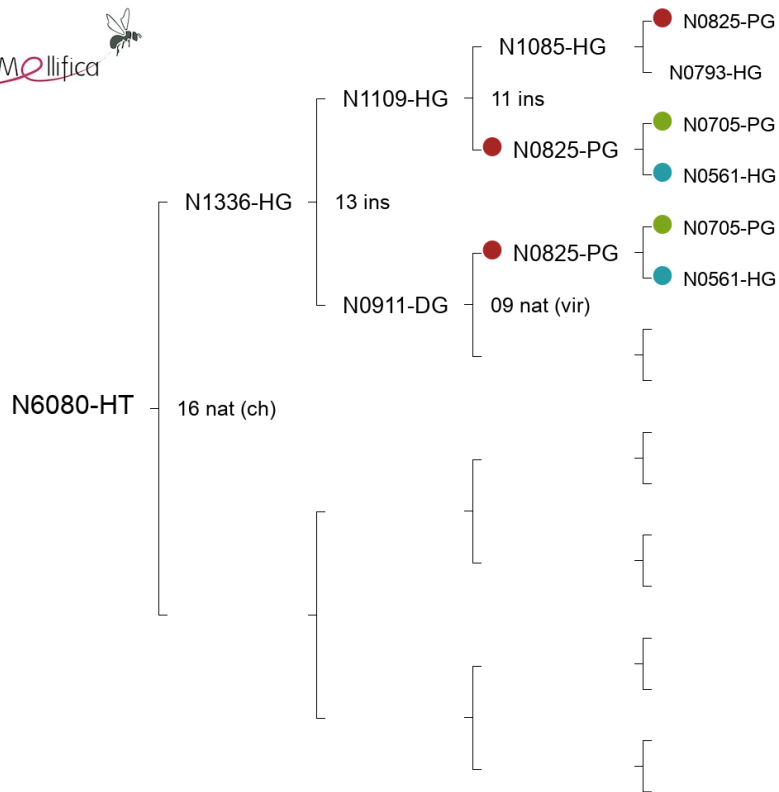 Mellifica
N0825-PG
N1085-HG
N0793-HG
N1109-HG
11 ins
N0705-PG
N0825-PG
N0561-HG
N1336-HG
13 ins
N0705-PG
N0825-PG
N0561-HG
N0911-DG
09 nat (vir)
N6080-HT
16 nat (ch)